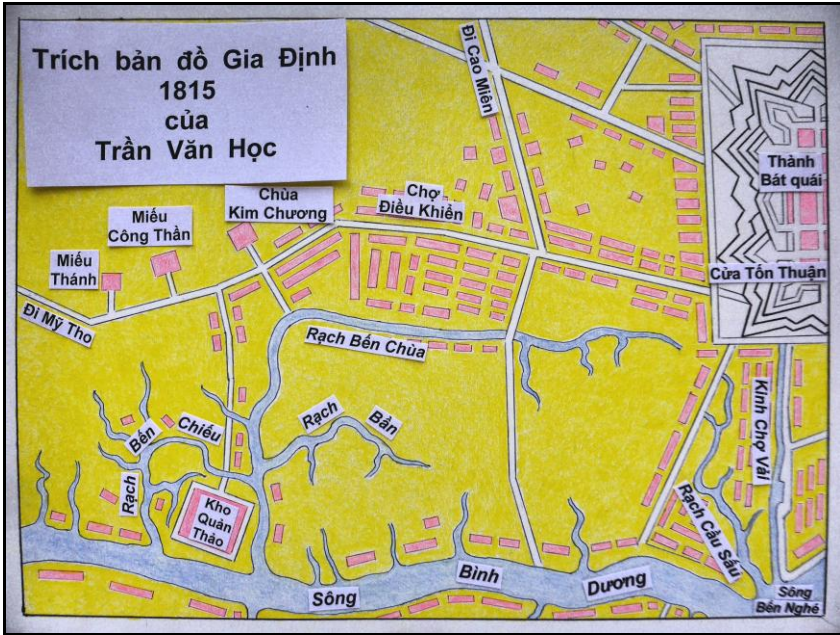 Trích bản đồ Gia Định
1815
của
Trần Văn Học
Đi Cao Miên
Thành
Bát quái
Cửa Tốn Thuận
Chợ
Điều Khiển
Chùa
Kim Chương
Miếu
Công Thần
Miếu
Thánh
Đi Mỹ Tho
Rạch Bến Chùa
Rạch Bần
Rạch Bến Chiếu
Kho
Quản
Thảo
Kinh Chợ Vải
Rạch Cầu Sấu
Sông Bình Dương
Sông
Bến Nghé